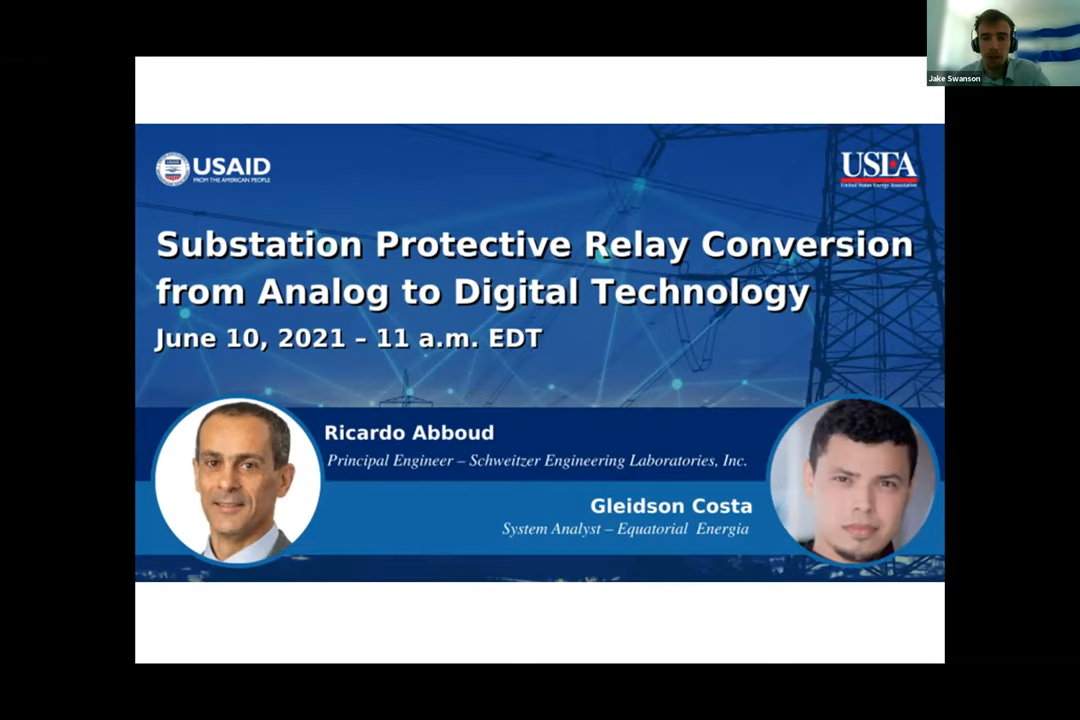 Jake Swanson
USAID
FROM THE AMERICAN PEOPLE
USEA
United States Energy Association
Substation Protective Relay Conversion
from Analog to Digital Technology
June 10, 2021 – 11 a.m. EDT
Ricardo Abboud
Principal Engineer – Schweitzer Engineering Laboratories, Inc.
Gleidson Costa
System Analyst – Equatorial Energia